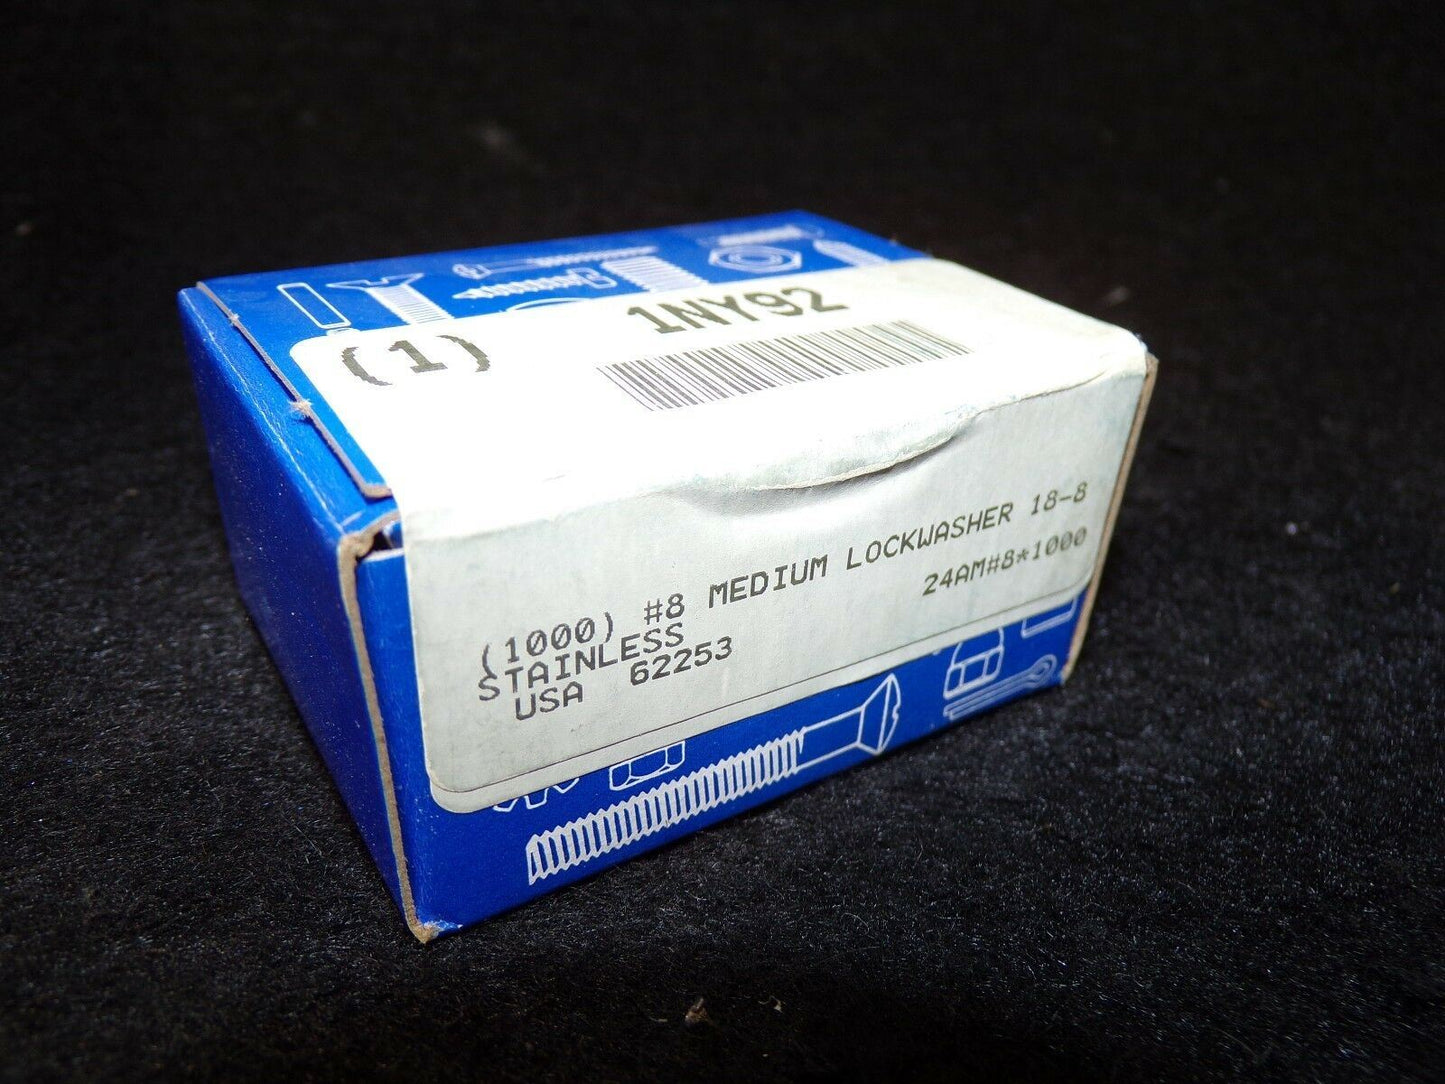 (1) 1NY92
(1000) #8 MEDIUM LOCKWASHER 18-8
STAINLESS 24AM#8*1000
USA 62253